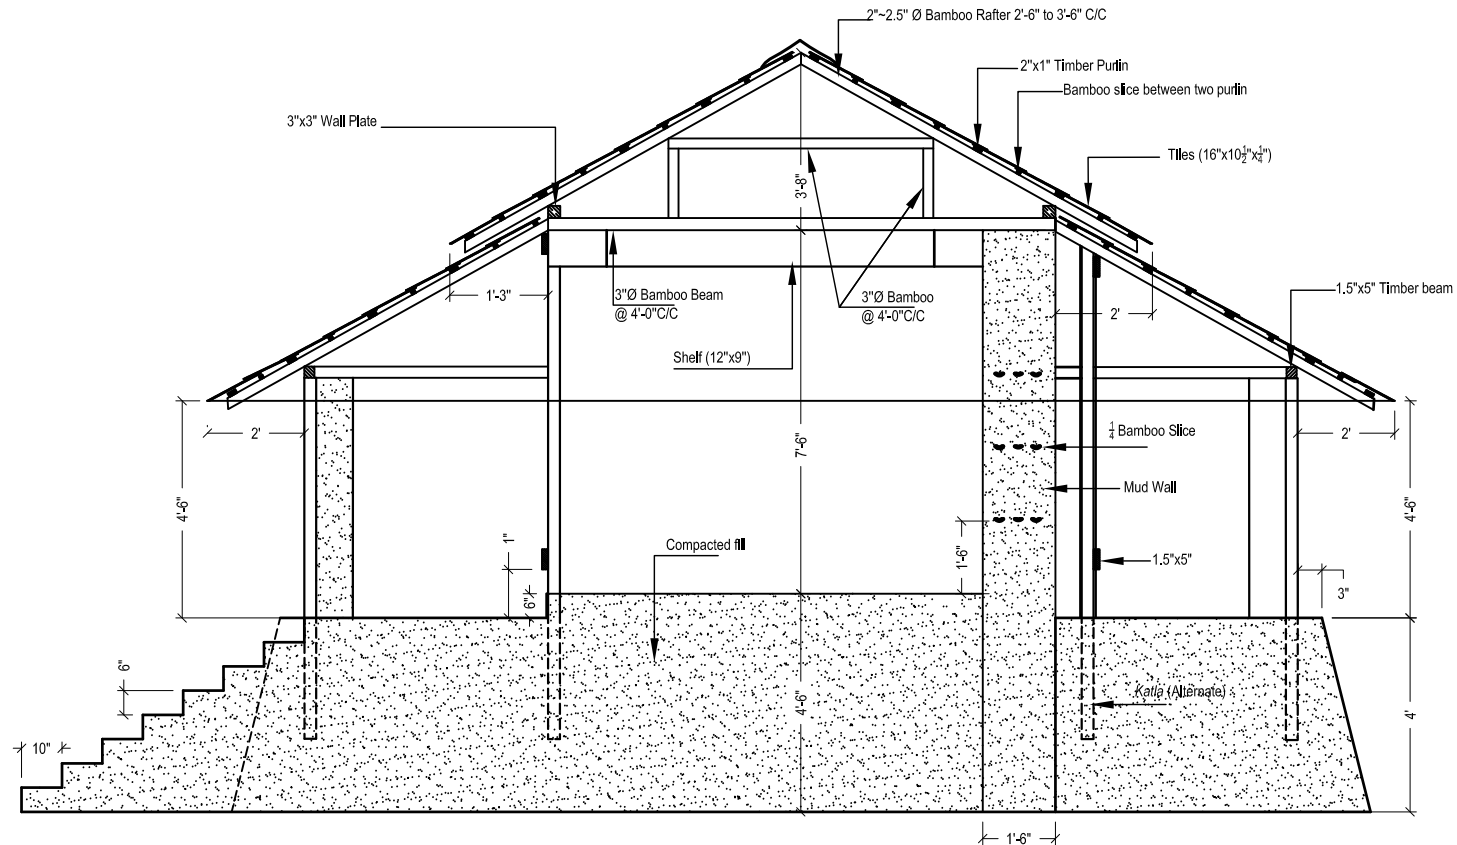 2"~2.5" Ø Bamboo Rafter 2'-6" to 3'-6" C/C
2"x1" Timber Purlin
Bamboo slice between two purlin
3"x3" Wall Plate
Tiles (16"x10½"x¼")
3'-8"
1'-3"
3"Ø Bamboo Beam
@ 4'-0"C/C
3"Ø Bamboo
@ 4'-0"C/C
2'
1.5"x5" Timber beam
Shelf (12"x9")
2'
2'
7'-6"
¼ Bamboo Slice
Mud Wall
4'-6"
4'-6"
1"
Compacted fill
1'-6"
1.5"x5"
6"
3"
6"
Katla (Alternate)
4'-6"
4'
10"
1'-6"